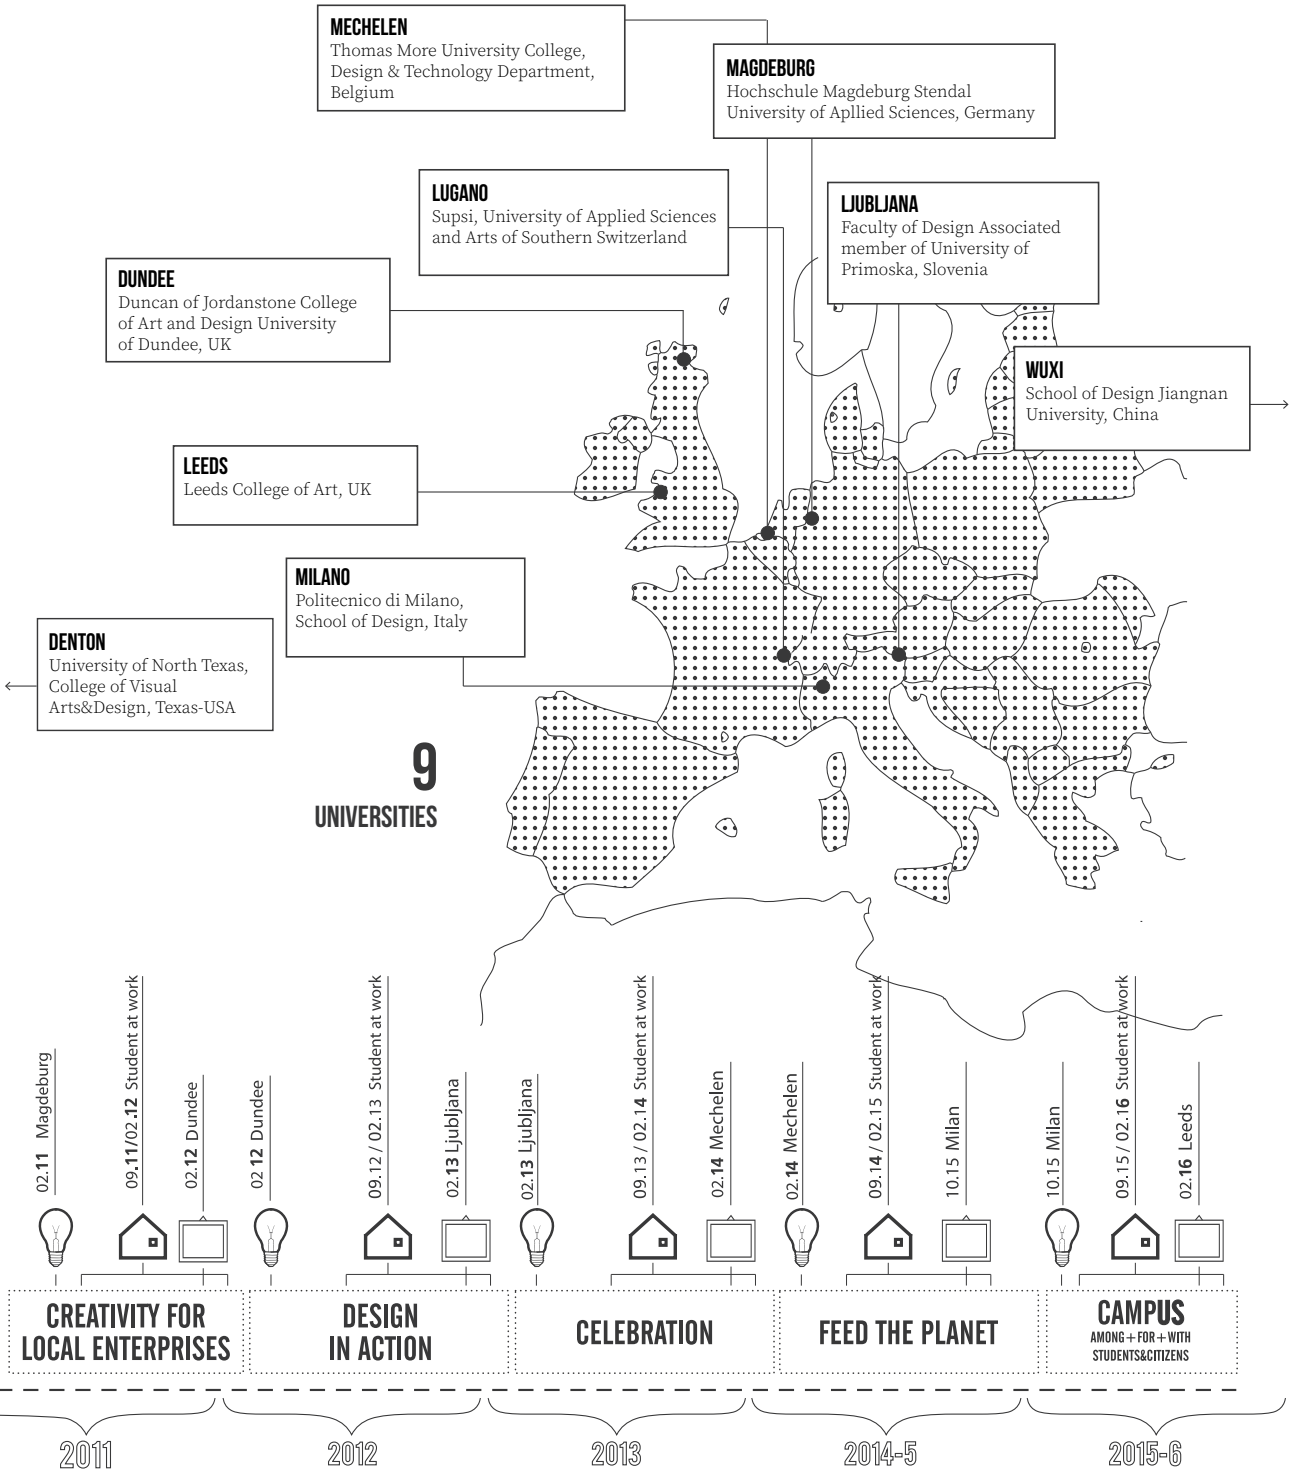 MECHELEN
Thomas More University College,
Design & Technology Department,
Belgium
MAGDEBURG
Hochschule Magdeburg Stendal
University of Apllied Sciences, Germany
LUGANO
Supsi, University of Applied Sciences
and Arts of Southern Switzerland
LJUBLJANA
Faculty of Design Associated
member of University of
Primoska, Slovenia
DUNDEE
Duncan of Jordanstone College
of Art and Design University
of Dundee, UK
WUXI
School of Design Jiangnan
University, China
LEEDS
Leeds College of Art, UK
MILANO
Politecnico di Milano,
School of Design, Italy
DENTON
University of North Texas,
College of Visual
Arts&Design, Texas-USA
9
UNIVERSITIES
02.11 Magdeburg
09.11/02.12 Student at work
02.12 Dundee
02 12 Dundee
09.12 / 02.13 Student at work
02.13 Ljubljana
02.13 Ljubljana
09.13 / 02.14 Student at work
02.14 Mechelen
02.14 Mechelen
09.14 / 02.15 Student at work
10.15 Milan
10.15 Milan
09.15 / 02.16 Student at work
02.16 Leeds
CREATIVITY FOR
LOCAL ENTERPRISES
DESIGN
IN ACTION
CELEBRATION
FEED THE PLANET
CAMPUS
AMONG+FOR+WITH
STUDENTS&CITIZENS
2011
2012
2013
2014-5
2015-6